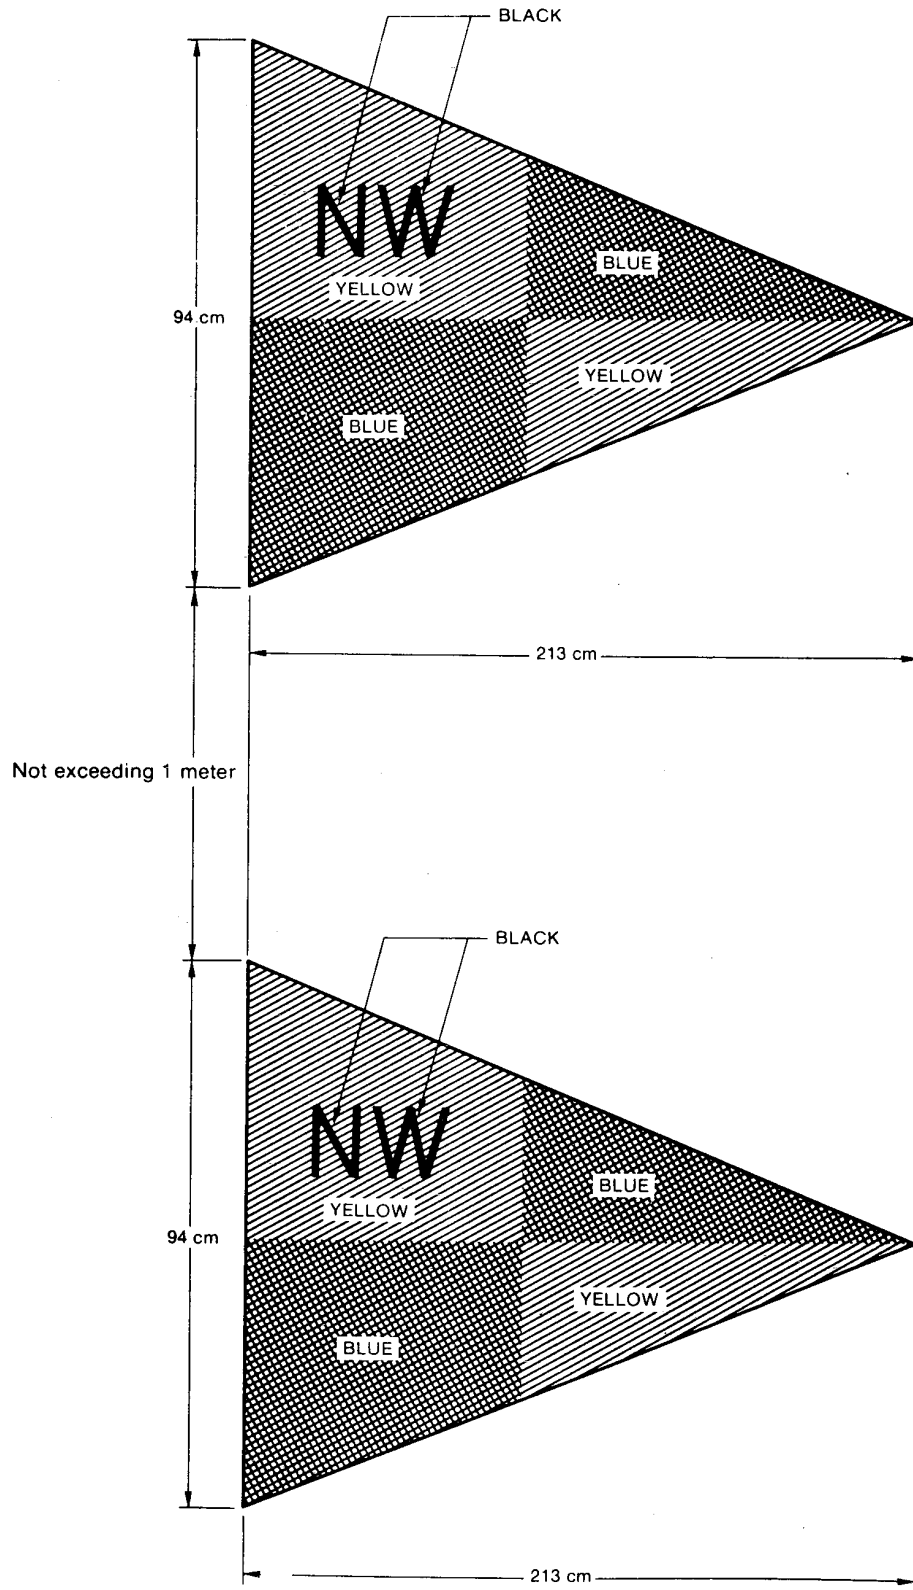 BLACK
NW
BLUE
YELLOW
94 cm
YELLOW
BLUE
213 cm
Not exceeding 1 meter
BLACK
NW
BLUE
YELLOW
94 cm
YELLOW
BLUE
213 cm